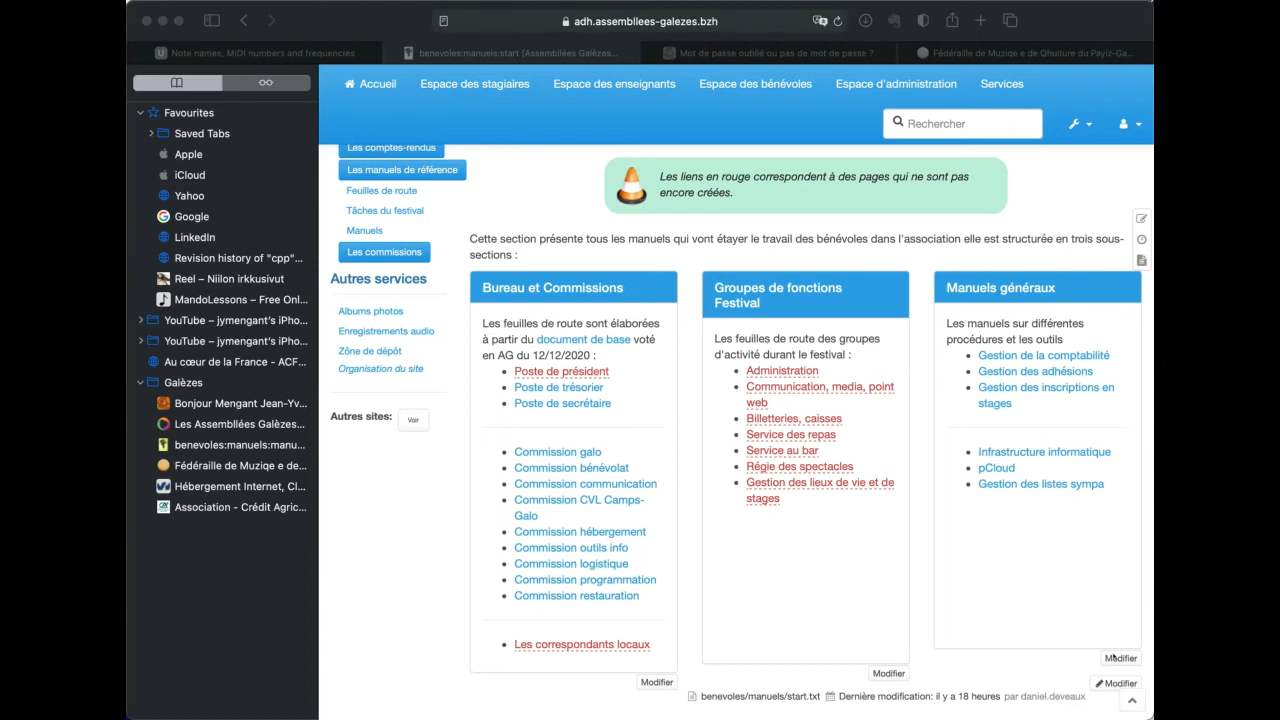 adh.assembllees-galezes.bzh
Note names, MIDI numbers and frequencies
benevoles:manuels:start [Assembllées Galèzes...
Mot de passe oublié ou pas de mot de passe ?
Fédéraille de Muziqe e de Qhulture du Payiz-Ga...
Accueil
Espace des stagiaires
Espace des enseignants
Espace des bénévoles
Espace d'administration
Services
Rechercher
Favourites
Saved Tabs
Apple
iCloud
Yahoo
Google
LinkedIn
Revision history of "cpp"...
Reel – Niilon irkkusivut
MandoLessons – Free Onl...
YouTube – jymengant's iPho...
YouTube – jymengant's iPho...
Au cœur de la France - ACF...
Galèzes
Bonjour Mengant Jean-Yv...
Les Assembllées Galèzes...
benevoles:manuels:manu...
Fédéraille de Muziqe e de...
Hébergement Internet, Cl...
Association - Crédit Agric...
Les comptes-rendus
Les manuels de référence
Feuilles de route
Tâches du festival
Manuels
Les commissions
Autres services
Albums photos
Enregistrements audio
Zône de dépôt
Organisation du site
Autres sites:
Voir
Les liens en rouge correspondent à des pages qui ne sont pas
encore créées.
Cette section présente tous les manuels qui vont étayer le travail des bénévoles dans l'association elle est structurée en trois sous-
sections :
Bureau et Commissions
Les feuilles de route sont élaborées
à partir du document de base voté
en AG du 12/12/2020 :
Poste de président
Poste de trésorier
Poste de secrétaire
Commission galo
Commission bénévolat
Commission communication
Commission CVL Camps-
Galo
Commission hébergement
Commission outils info
Commission logistique
Commission programmation
Commission restauration
Les correspondants locaux
Modifier
Groupes de fonctions
Festival
Les feuilles de route des groupes
d'activité durant le festival :
Administration
Communication, media, point
web
Billetteries, caisses
Service des repas
Service au bar
Régie des spectacles
Gestion des lieux de vie et de
stages
Modifier
Manuels généraux
Les manuels sur différentes
procédures et les outils
Gestion de la comptabilité
Gestion des adhésions
Gestion des inscriptions en
stages
Infrastructure informatique
pCloud
Gestion des listes sympa
Modifier
Modifier
benevoles/manuels/start.txt Dernière modification: il y a 18 heures par daniel.deveaux